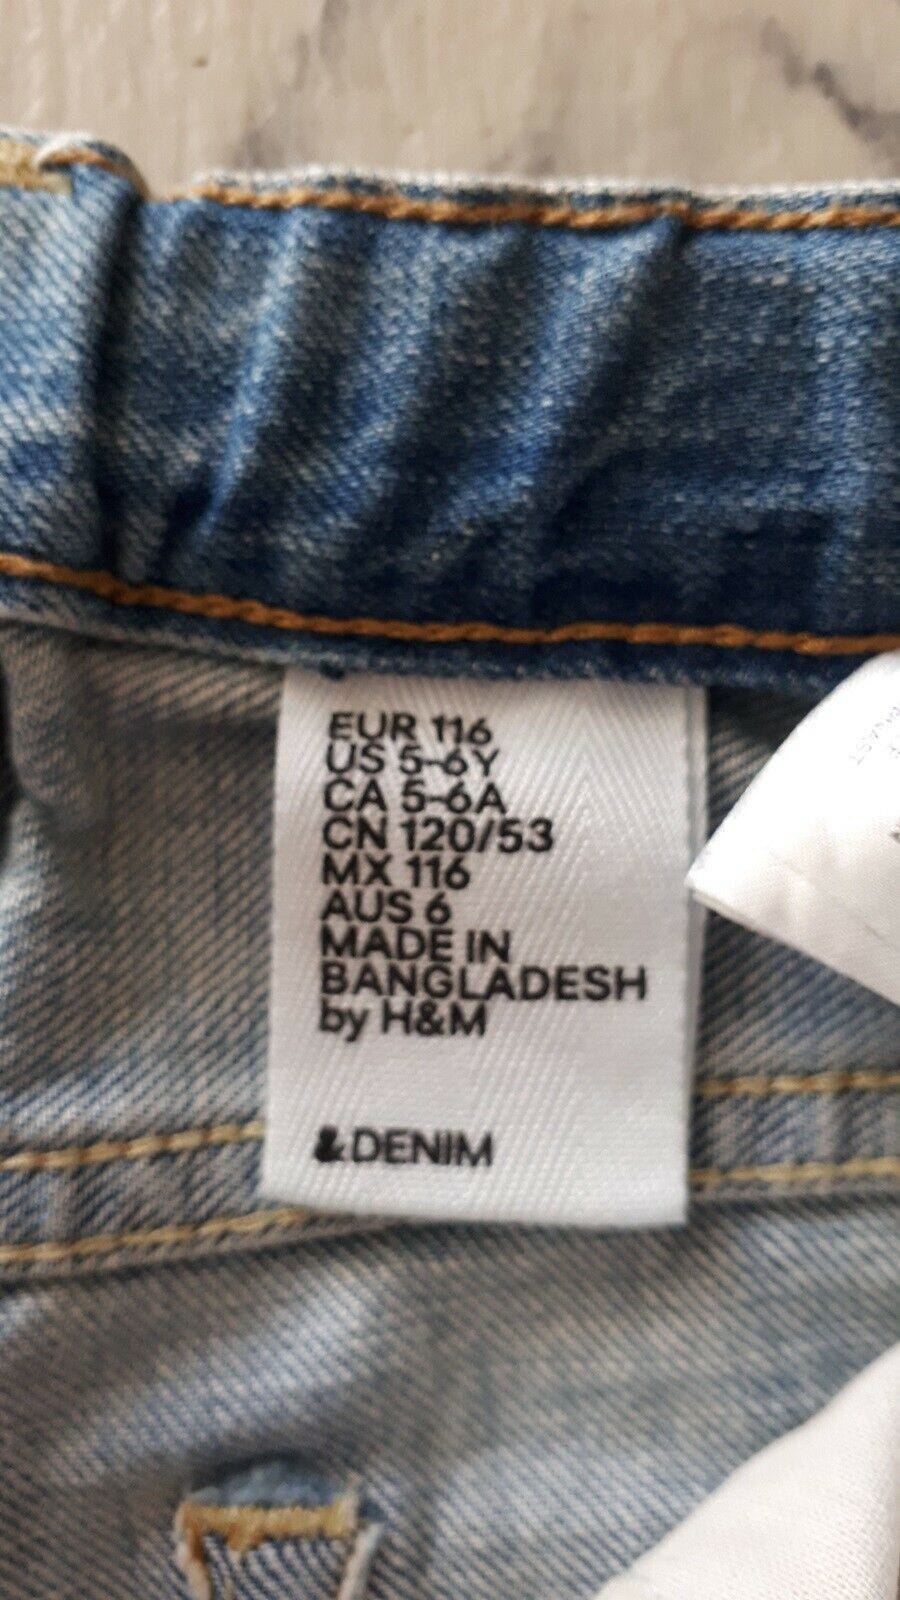 EUR 116
US 5-6Y
CA 5-6A
CN 120/53
MX 116
AUS 6
MADE IN
BANGLADESH
by H&M
&DENIM